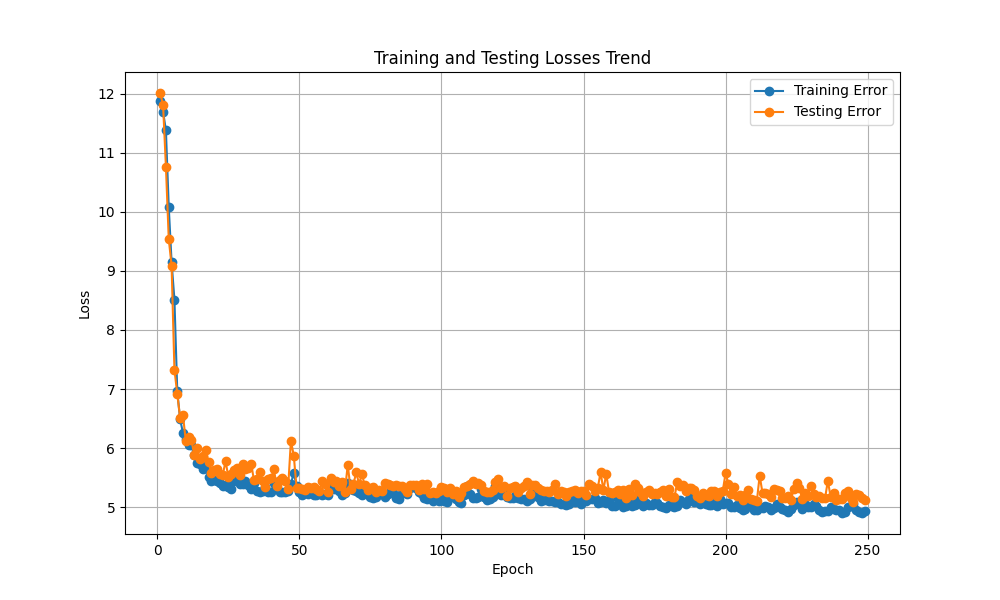 Training and Testing Losses Trend
Training Error
Testing Error
12
11
10
9
8
7
6
5
Loss
0 50 100 150 200 250
Epoch